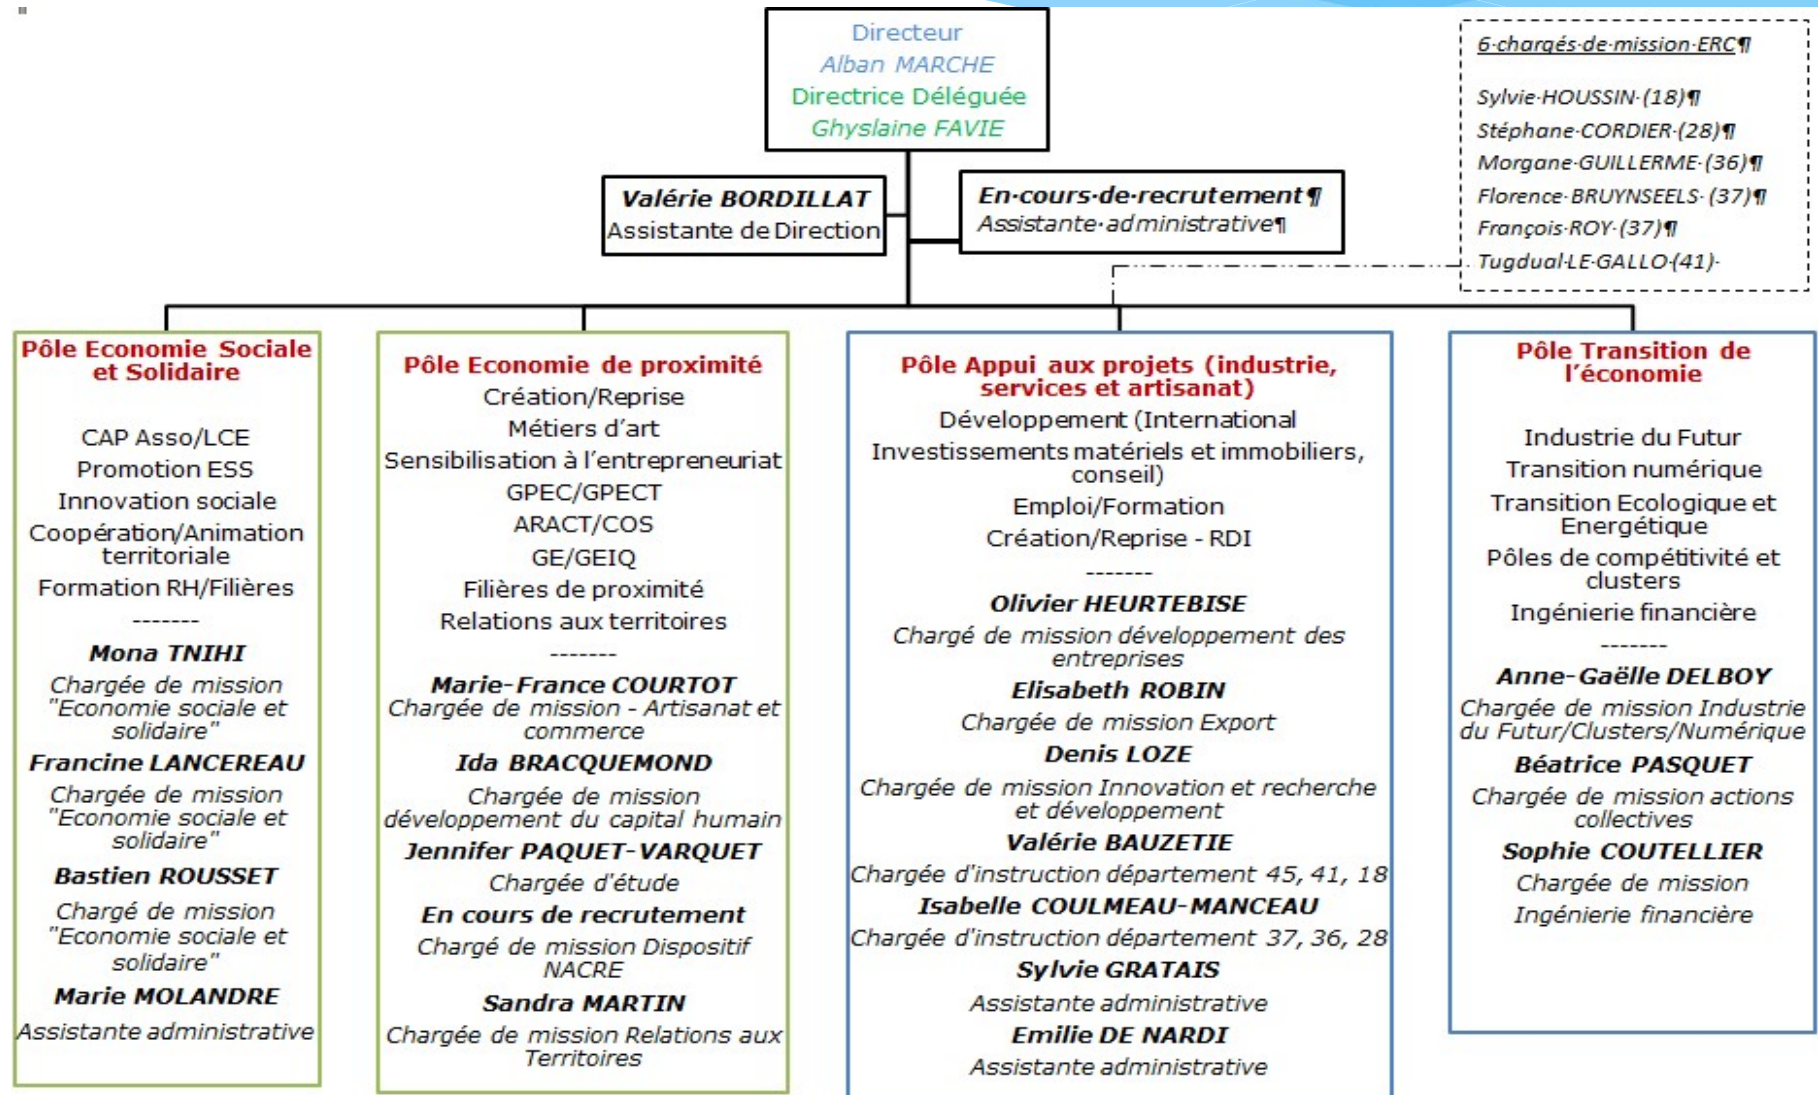 Directeur
Alban MARCHE
Directrice Déléguée
Ghyslaine FAVIE
6·chargés·de·mission·ERC¶
Sylvie·HOUSSIN·(18)¶
Stéphane·CORDIER·(28)¶
Morgane·GUILLERME·(36)¶
Florence·BRUYNSEELS·(37)¶
François·ROY·(37)¶
Tugdual·LE·GALLO·(41)·
Valérie BORDILLAT
Assistante de Direction
En·cours·de·recrutement¶
Assistante·administrative¶
Pôle Economie Sociale
et Solidaire
CAP Asso/LCE
Promotion ESS
Innovation sociale
Coopération/Animation
territoriale
Formation RH/Filières
-------
Mona TNIHI
Chargée de mission
"Economie sociale et
solidaire"
Francine LANCEREAU
Chargée de mission
"Economie sociale et
solidaire"
Bastien ROUSSET
Chargé de mission
"Economie sociale et
solidaire"
Marie MOLANDRE
Assistante administrative
Pôle Economie de proximité
Création/Reprise
Métiers d'art
Sensibilisation à l'entrepreneuriat
GPEC/GPECT
ARACT/COS
GE/GEIQ
Filières de proximité
Relations aux territoires
-------
Marie-France COURTOT
Chargée de mission - Artisanat et
commerce
Ida BRACQUEMOND
Chargée de mission
développement du capital humain
Jennifer PAQUET-VARQUET
Chargée d'étude
En cours de recrutement
Chargé de mission Dispositif
NACRE
Sandra MARTIN
Chargée de mission Relations aux
Territoires
Pôle Appui aux projets (industrie,
services et artisanat)
Développement (International
Investissements matériels et immobiliers,
conseil)
Emploi/Formation
Création/Reprise - RDI
-------
Olivier HEURTEBISE
Chargé de mission développement des
entreprises
Elisabeth ROBIN
Chargée de mission Export
Denis LOZE
Chargée de mission Innovation et recherche
et développement
Valérie BAUZETIE
Chargée d'instruction département 45, 41, 18
Isabelle COULMEAU-MANCEAU
Chargée d'instruction département 37, 36, 28
Sylvie GRATAIS
Assistante administrative
Emilie DE NARDI
Assistante administrative
Pôle Transition de
l'économie
Industrie du Futur
Transition numérique
Transition Ecologique et
Energétique
Pôles de compétitivité et
clusters
Ingénierie financière
-------
Anne-Gaëlle DELBOY
Chargée de mission Industrie
du Futur/Clusters/Numérique
Béatrice PASQUET
Chargée de mission actions
collectives
Sophie COUTELLIER
Chargée de mission
Ingénierie financière